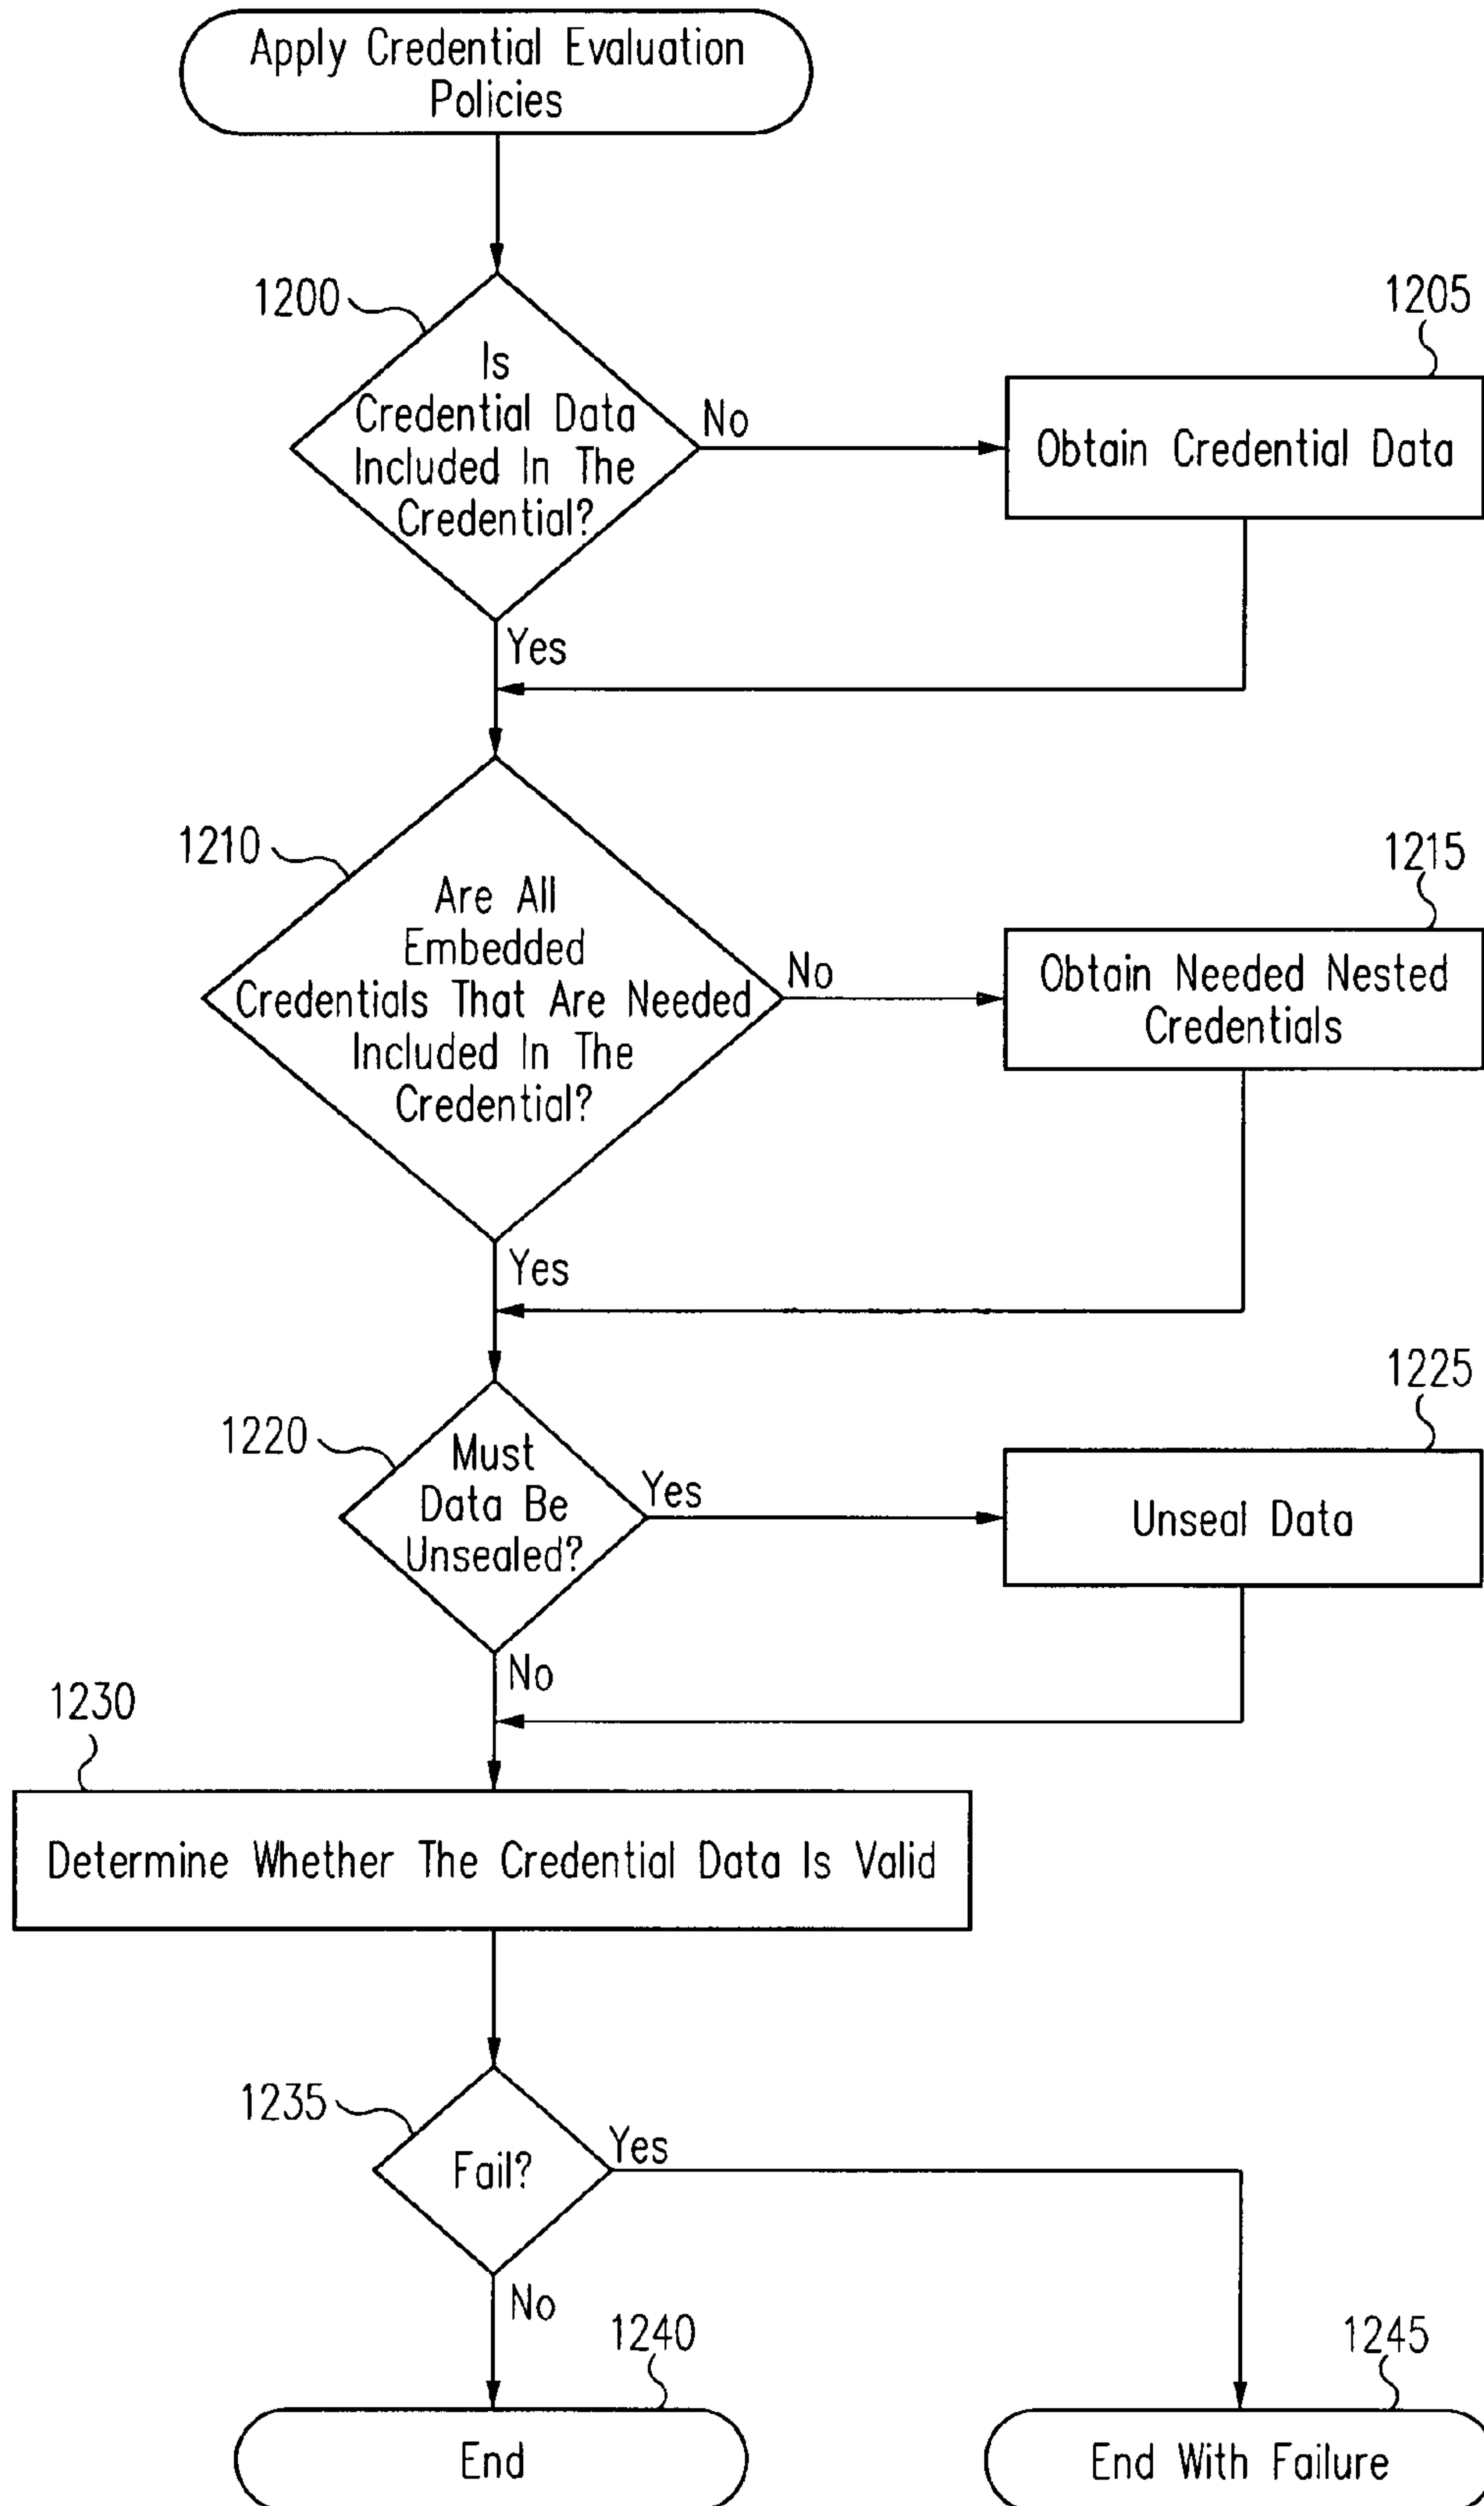 Apply Credential Evaluation
Policies
1200
Is
Credential Data
Included In The
Credential?
No
1205
Obtain Credential Data
Yes
1210
Are All
Embedded
Credentials That Are Needed
Included In The
Credential?
No
1215
Obtain Needed Nested
Credentials
Yes
1220
Must
Data Be
Unsealed?
Yes
1225
Unseal Data
No
1230
Determine Whether The Credential Data Is Valid
1235
Fail?
Yes
No
1240
End
1245
End With Failure